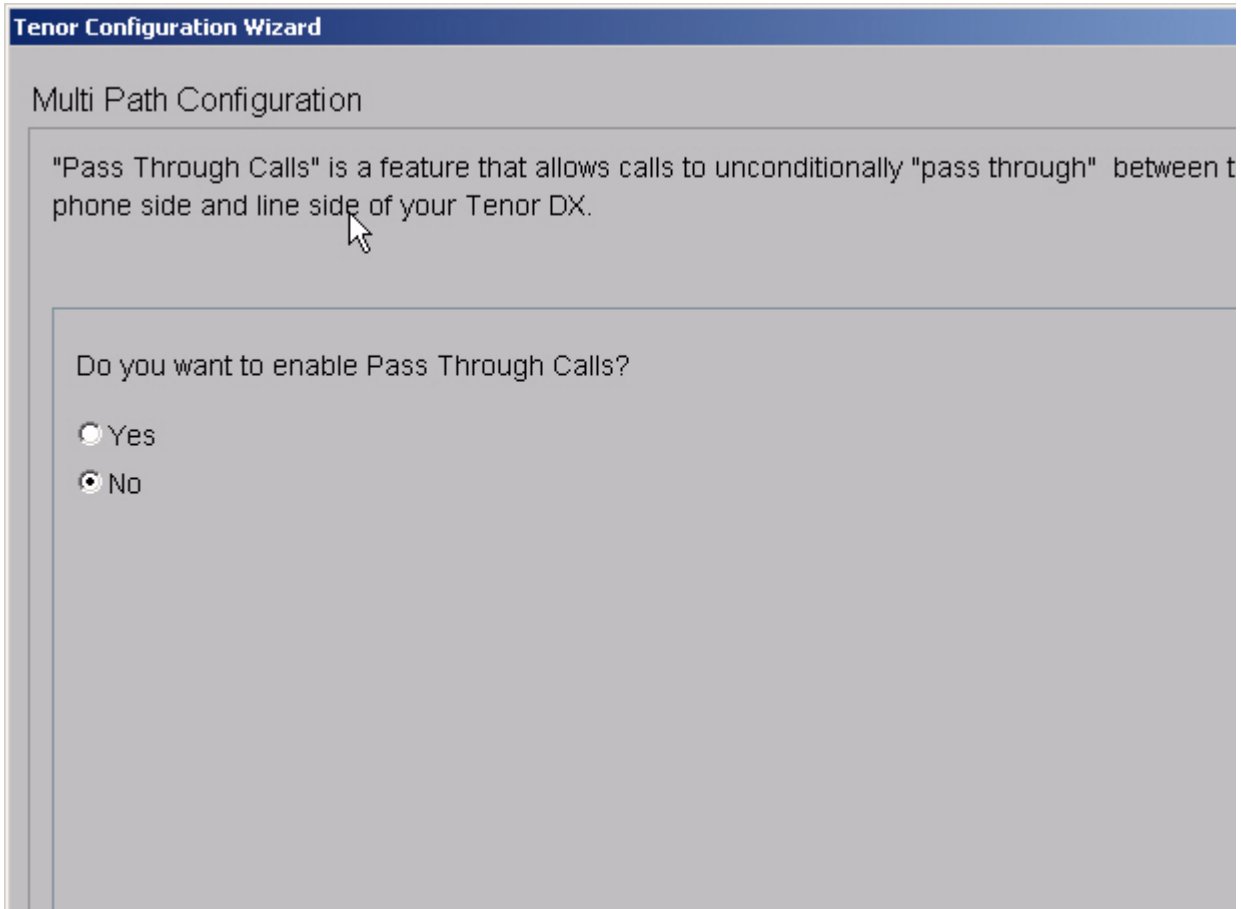 Tenor Configuration Wizard
Multi Path Configuration
"Pass Through Calls" is a feature that allows calls to unconditionally "pass through"  between t
phone side and line side of your Tenor DX.
Do you want to enable Pass Through Calls?
Yes
No